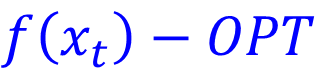 f(x_t) − OPT